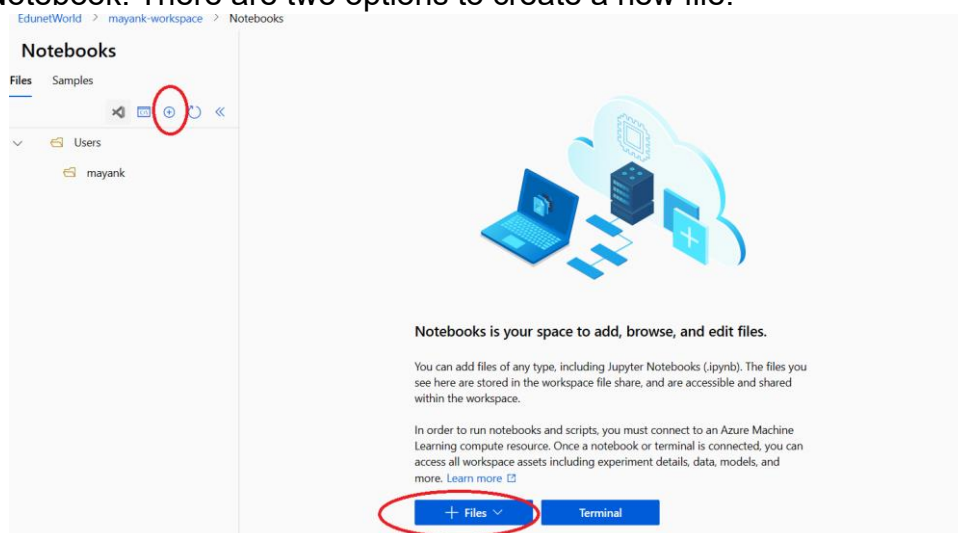 Notebook. There are two options to create a new file.
EdunetWorld > mayank-workspace > Notebooks
Notebooks
Files Samples
Users
mayank
Notebooks is your space to add, browse, and edit files.
You can add files of any type, including Jupyter Notebooks (.ipynb). The files you
see here are stored in the workspace file share, and are accessible and shared
within the workspace.
In order to run notebooks and scripts, you must connect to an Azure Machine
Learning compute resource. Once a notebook or terminal is connected, you can
access all workspace assets including experiment details, data, models, and
more. Learn more
+ Files
Terminal